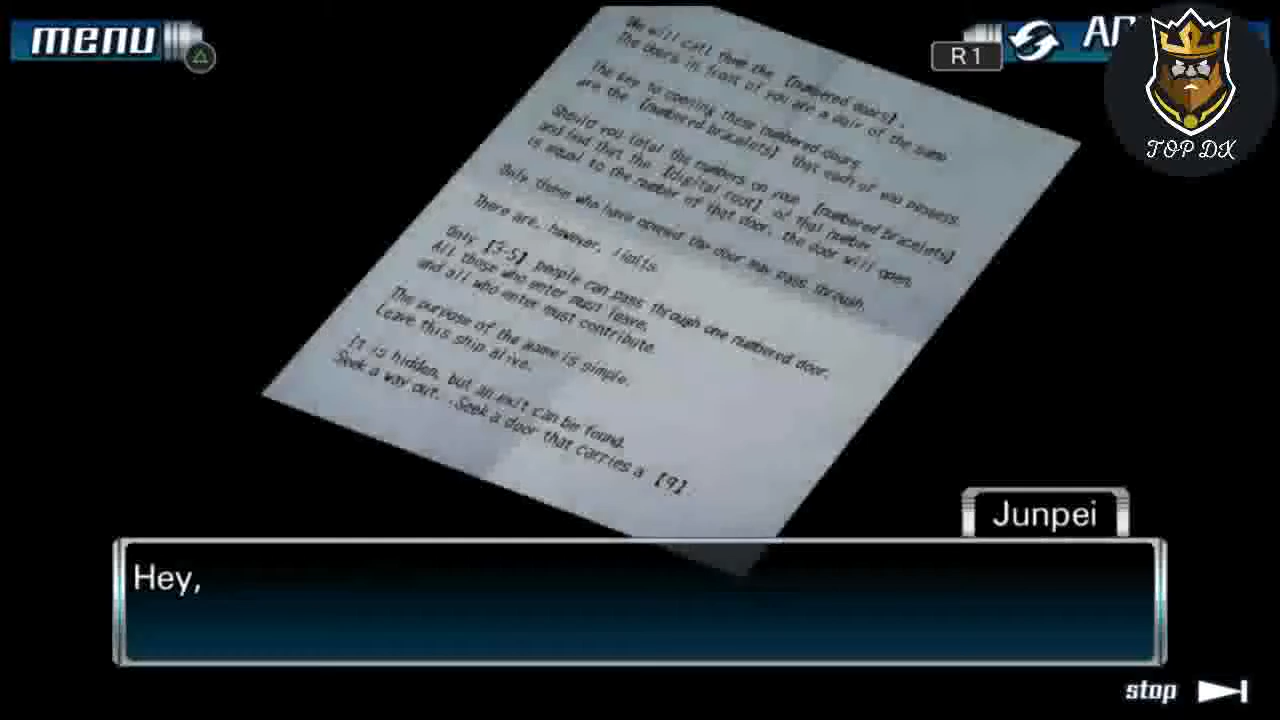 menu
R1
TOP DX
We will call them the [numbered doors].
The doors in front of you are a pair of the same.
The key to opening these numbered doors
are the [numbered bracelets] that each of you possess.
Should you total the numbers on your [numbered bracelets]
and find that the [digital root] of that number
is equal to the number of that door, the door will open.
Only those who have opened the door may pass through.
There are, however, limits.
Only [3-5] people can pass through one numbered door.
All those who enter must leave,
and all who enter must contribute.
The purpose of the game is simple.
Leave this ship alive.
It is hidden, but an exit can be found.
Seek a way out. .Seek a door that carries a [9]
Junpei
Hey,
stop